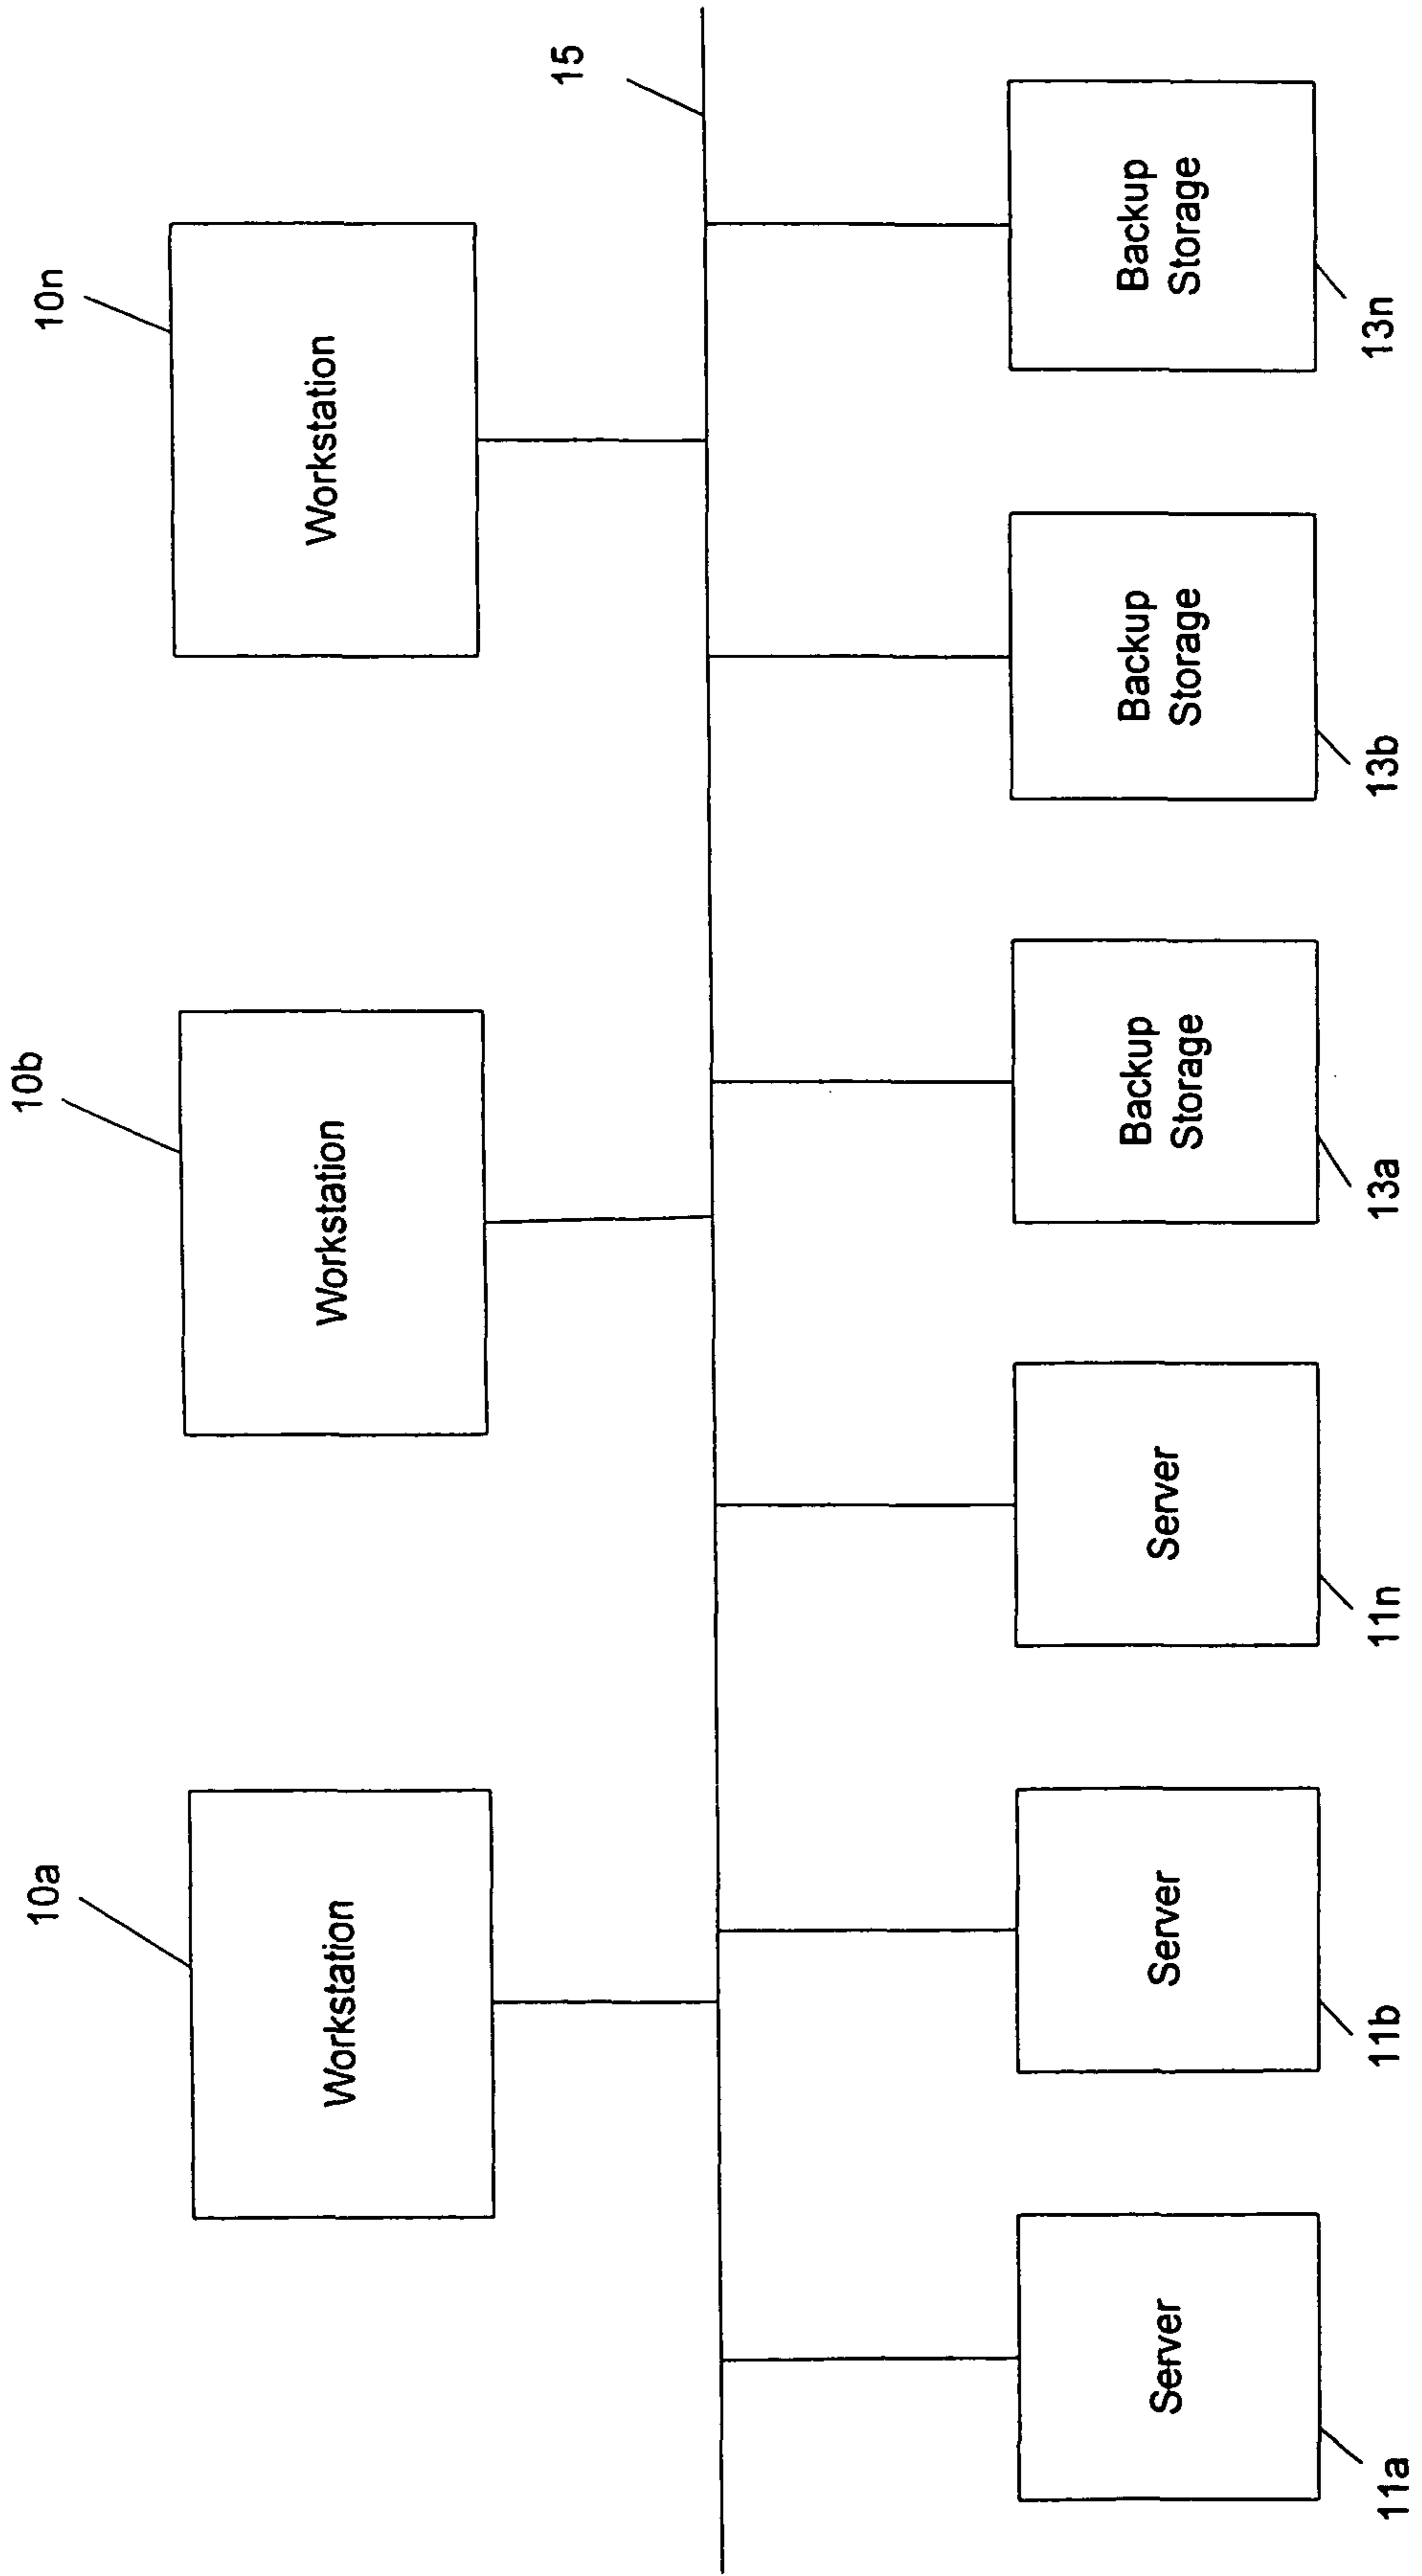 10a
10b
10n
Workstation
Workstation
Workstation
15
Server
Server
Server
Backup
Storage
Backup
Storage
Backup
Storage
11a
11b
11n
13a
13b
13n